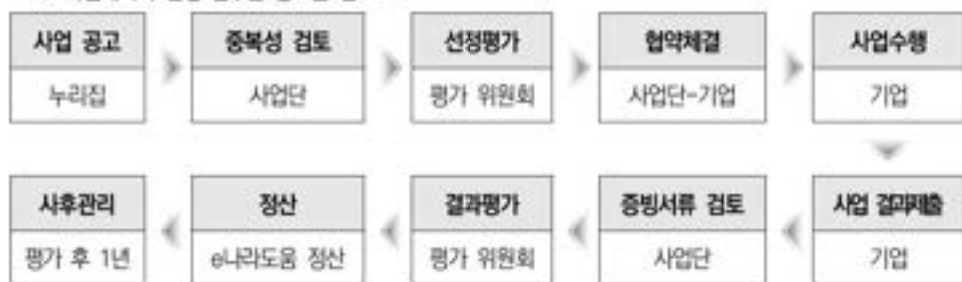 사업 공고 중복성 검토 선정평가 협약체결 사업수행
누리집 사업단 평가 위원회 사업단-기업 기업
사후관리 정산 결과평가 증빙서류 검토 사업 결과제출
평가 후 1년 e나라도움 정산 평가 위원회 사업단 기업